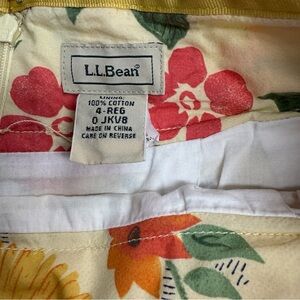 L.L.Bean
LINING:
100% COTTON
4-REG
0 JKV8
MADE IN CHINA
CARE ON REVERSE